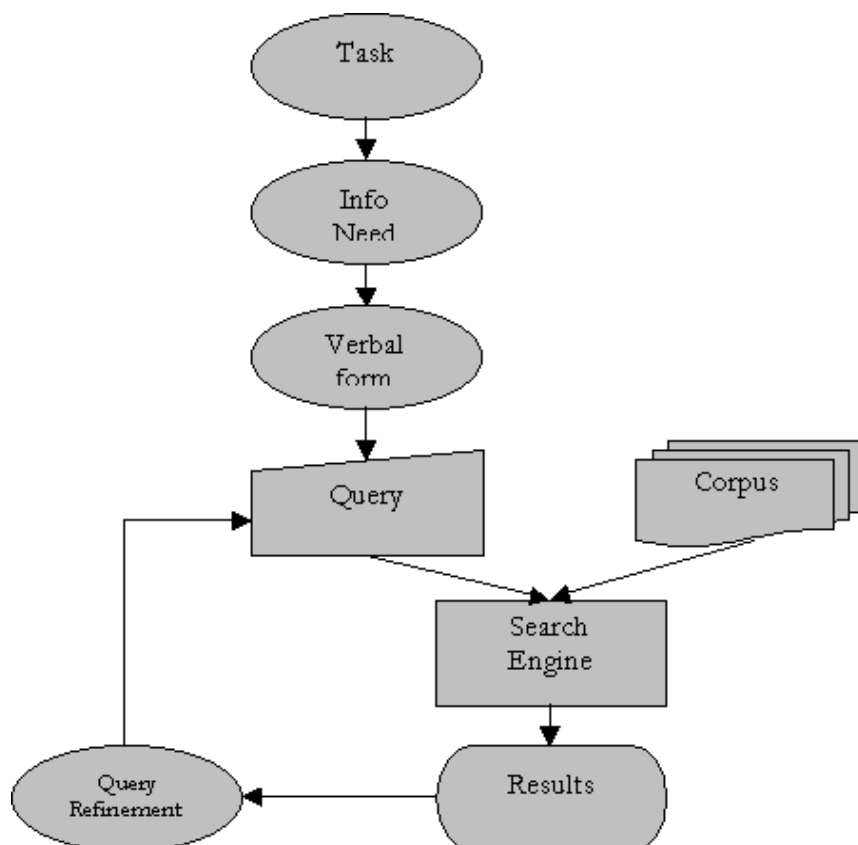 Task
Info
Need
Verbal
form
Query
Corpus
Search
Engine
Results
Query
Refinement